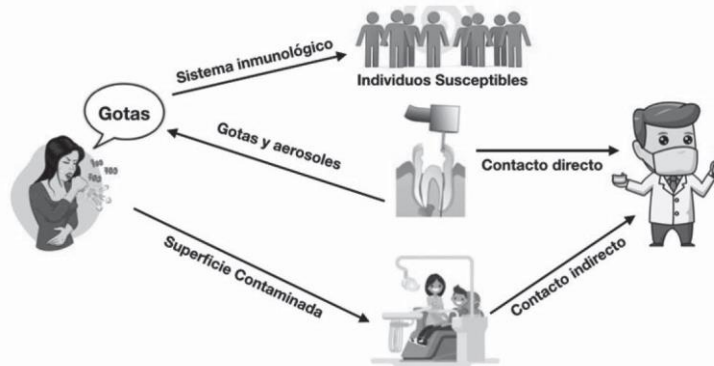 Sistema inmunológico
Individuos Susceptibles
Gotas
Gotas y aerosoles
Contacto directo
Superficie Contaminada
Contacto indirecto